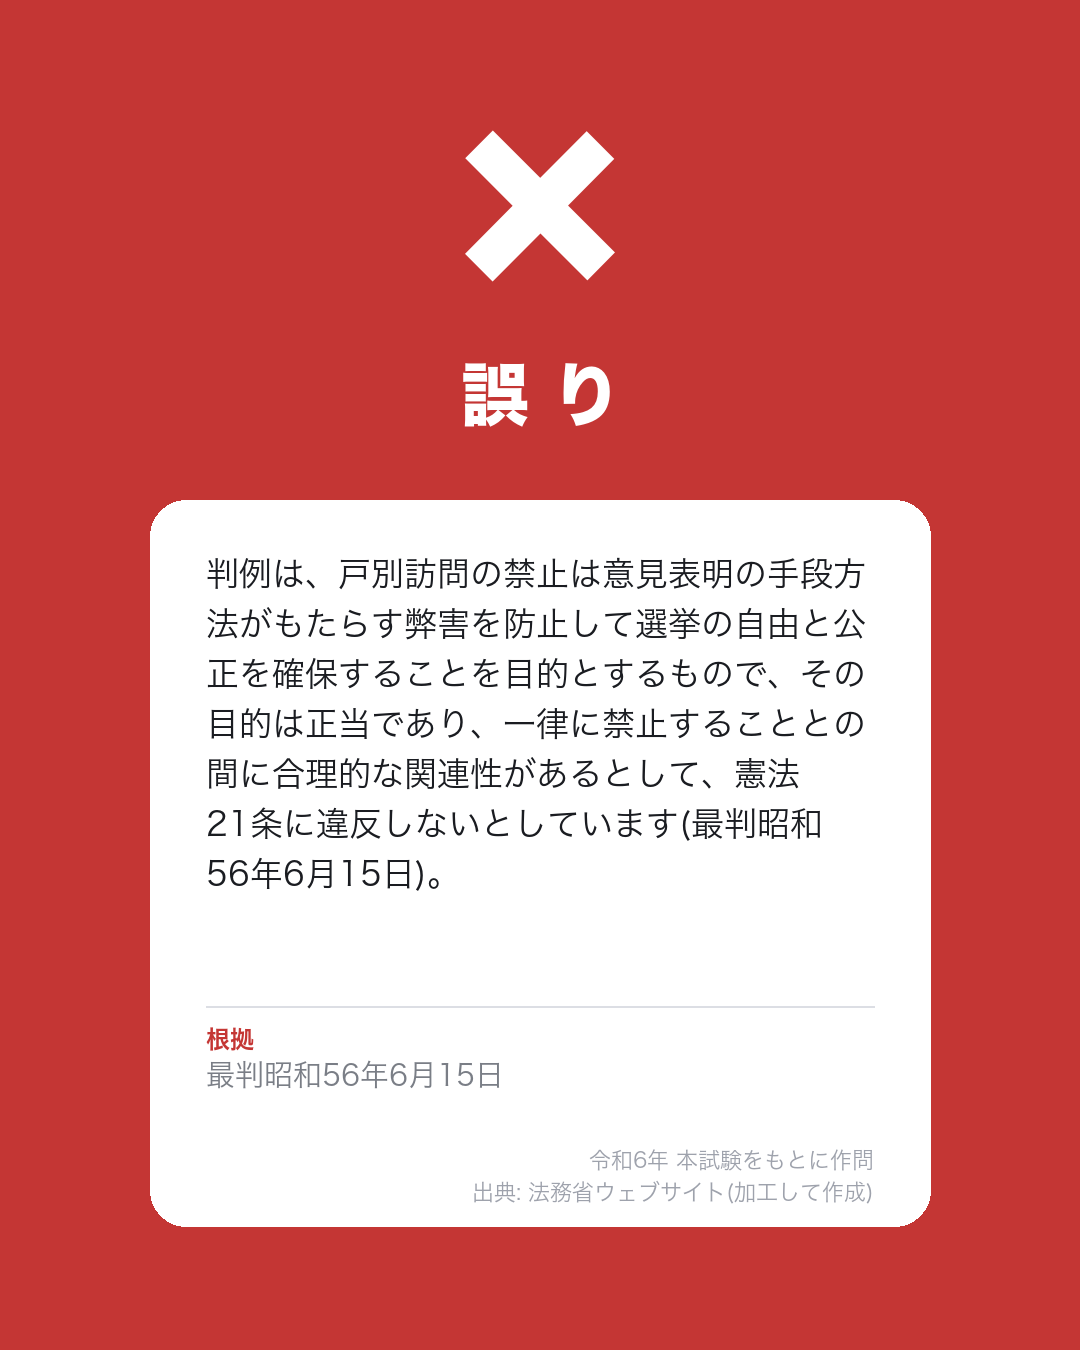 誤り
判例は、戸別訪問の禁止は意見表明の手段方
法がもたらす弊害を防止して選挙の自由と公
正を確保することを目的とするもので、その
目的は正当であり、一律に禁止することとの
間に合理的な関連性があるとして、憲法
21条に違反しないとしています(最判昭和
56年6月15日)。
根拠
最判昭和56年6月15日
令和6年 本試験をもとに作問
出典: 法務省ウェブサイト(加工して作成)